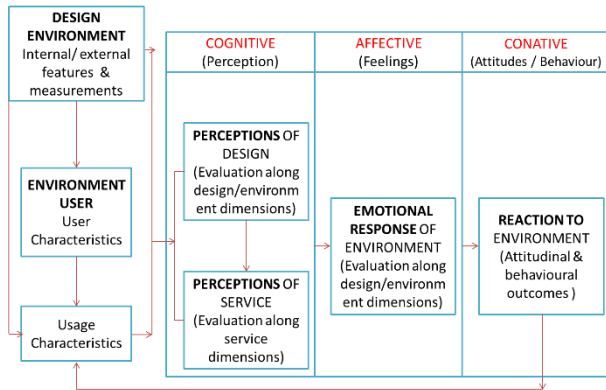 DESIGN
ENVIRONMENT
Internal/ external
features &
measurements
ENVIRONMENT
USER
User
Characteristics
Usage
Characteristics
COGNITIVE
(Perception)
PERCEPTIONS OF
DESIGN
(Evaluation along
design/environm
ent dimensions)
PERCEPTIONS OF
SERVICE
(Evaluation along
service
dimensions)
AFFECTIVE
(Feelings)
EMOTIONAL
RESPONSE OF
ENVIRONMENT
(Evaluation along
design/environm
ent dimensions)
CONATIVE
(Attitudes / Behaviour)
REACTION TO
ENVIRONMENT
(Attitudinal &
behavioural
outcomes )